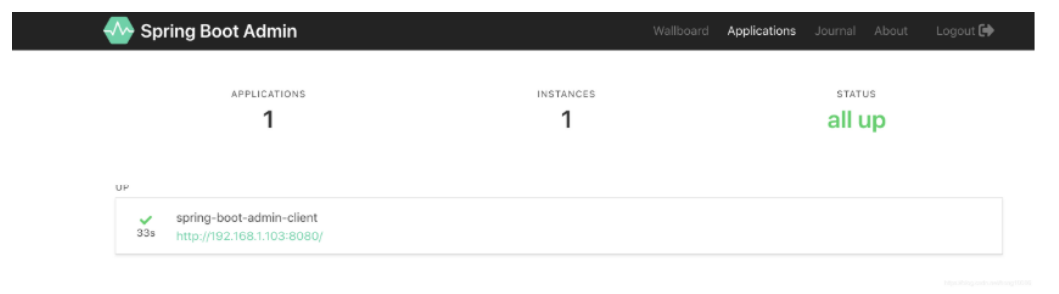 Spring Boot Admin Wallboard Applications Journal About Logout
APPLICATIONS INSTANCES STATUS
1 1 all up
UP
spring-boot-admin-client
33s http://192.168.1.103:8080/